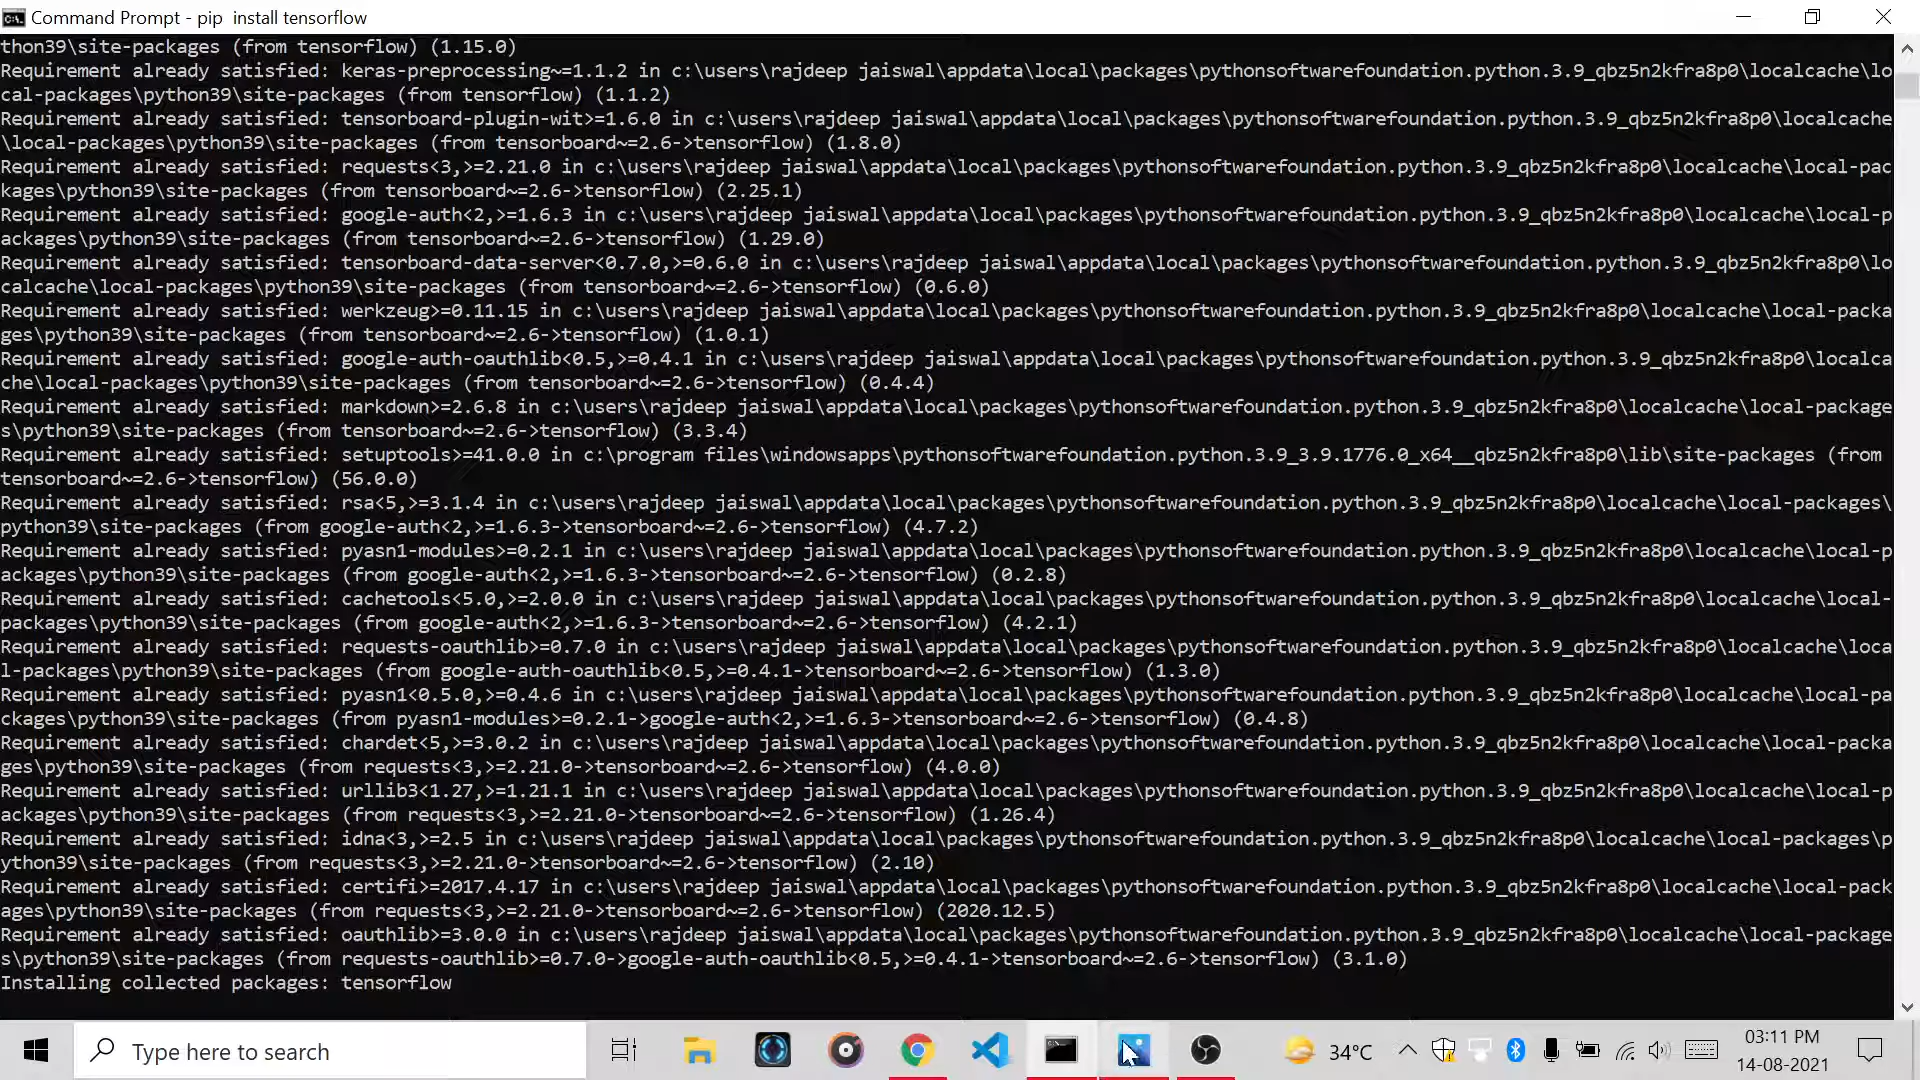 Command Prompt - pip  install tensorflow
thon39\site-packages (from tensorflow) (1.15.0)
Requirement already satisfied: keras-preprocessing~=1.1.2 in c:\users\rajdeep jaiswal\appdata\local\packages\pythonsoftwarefoundation.python.3.9_qbz5n2kfra8p0\localcache\lo
cal-packages\python39\site-packages (from tensorflow) (1.1.2)
Requirement already satisfied: tensorboard-plugin-wit>=1.6.0 in c:\users\rajdeep jaiswal\appdata\local\packages\pythonsoftwarefoundation.python.3.9_qbz5n2kfra8p0\localcache
\local-packages\python39\site-packages (from tensorboard~=2.6->tensorflow) (1.8.0)
Requirement already satisfied: requests<3,>=2.21.0 in c:\users\rajdeep jaiswal\appdata\local\packages\pythonsoftwarefoundation.python.3.9_qbz5n2kfra8p0\localcache\local-pac
kages\python39\site-packages (from tensorboard~=2.6->tensorflow) (2.25.1)
Requirement already satisfied: google-auth<2,>=1.6.3 in c:\users\rajdeep jaiswal\appdata\local\packages\pythonsoftwarefoundation.python.3.9_qbz5n2kfra8p0\localcache\local-p
ackages\python39\site-packages (from tensorboard~=2.6->tensorflow) (1.29.0)
Requirement already satisfied: tensorboard-data-server<0.7.0,>=0.6.0 in c:\users\rajdeep jaiswal\appdata\local\packages\pythonsoftwarefoundation.python.3.9_qbz5n2kfra8p0\lo
calcache\local-packages\python39\site-packages (from tensorboard~=2.6->tensorflow) (0.6.0)
Requirement already satisfied: werkzeug>=0.11.15 in c:\users\rajdeep jaiswal\appdata\local\packages\pythonsoftwarefoundation.python.3.9_qbz5n2kfra8p0\localcache\local-packa
ges\python39\site-packages (from tensorboard~=2.6->tensorflow) (1.0.1)
Requirement already satisfied: google-auth-oauthlib<0.5,>=0.4.1 in c:\users\rajdeep jaiswal\appdata\local\packages\pythonsoftwarefoundation.python.3.9_qbz5n2kfra8p0\localca
che\local-packages\python39\site-packages (from tensorboard~=2.6->tensorflow) (0.4.4)
Requirement already satisfied: markdown>=2.6.8 in c:\users\rajdeep jaiswal\appdata\local\packages\pythonsoftwarefoundation.python.3.9_qbz5n2kfra8p0\localcache\local-package
s\python39\site-packages (from tensorboard~=2.6->tensorflow) (3.3.4)
Requirement already satisfied: setuptools>=41.0.0 in c:\program files\windowsapps\pythonsoftwarefoundation.python.3.9_3.9.1776.0_x64__qbz5n2kfra8p0\lib\site-packages (from
tensorboard~=2.6->tensorflow) (56.0.0)
Requirement already satisfied: rsa<5,>=3.1.4 in c:\users\rajdeep jaiswal\appdata\local\packages\pythonsoftwarefoundation.python.3.9_qbz5n2kfra8p0\localcache\local-packages\
python39\site-packages (from google-auth<2,>=1.6.3->tensorboard~=2.6->tensorflow) (4.7.2)
Requirement already satisfied: pyasn1-modules>=0.2.1 in c:\users\rajdeep jaiswal\appdata\local\packages\pythonsoftwarefoundation.python.3.9_qbz5n2kfra8p0\localcache\local-p
ackages\python39\site-packages (from google-auth<2,>=1.6.3->tensorboard~=2.6->tensorflow) (0.2.8)
Requirement already satisfied: cachetools<5.0,>=2.0.0 in c:\users\rajdeep jaiswal\appdata\local\packages\pythonsoftwarefoundation.python.3.9_qbz5n2kfra8p0\localcache\local-
packages\python39\site-packages (from google-auth<2,>=1.6.3->tensorboard~=2.6->tensorflow) (4.2.1)
Requirement already satisfied: requests-oauthlib>=0.7.0 in c:\users\rajdeep jaiswal\appdata\local\packages\pythonsoftwarefoundation.python.3.9_qbz5n2kfra8p0\localcache\loca
l-packages\python39\site-packages (from google-auth-oauthlib<0.5,>=0.4.1->tensorboard~=2.6->tensorflow) (1.3.0)
Requirement already satisfied: pyasn1<0.5.0,>=0.4.6 in c:\users\rajdeep jaiswal\appdata\local\packages\pythonsoftwarefoundation.python.3.9_qbz5n2kfra8p0\localcache\local-pa
ckages\python39\site-packages (from pyasn1-modules>=0.2.1->google-auth<2,>=1.6.3->tensorboard~=2.6->tensorflow) (0.4.8)
Requirement already satisfied: chardet<5,>=3.0.2 in c:\users\rajdeep jaiswal\appdata\local\packages\pythonsoftwarefoundation.python.3.9_qbz5n2kfra8p0\localcache\local-packa
ges\python39\site-packages (from requests<3,>=2.21.0->tensorboard~=2.6->tensorflow) (4.0.0)
Requirement already satisfied: urllib3<1.27,>=1.21.1 in c:\users\rajdeep jaiswal\appdata\local\packages\pythonsoftwarefoundation.python.3.9_qbz5n2kfra8p0\localcache\local-p
ackages\python39\site-packages (from requests<3,>=2.21.0->tensorboard~=2.6->tensorflow) (1.26.4)
Requirement already satisfied: idna<3,>=2.5 in c:\users\rajdeep jaiswal\appdata\local\packages\pythonsoftwarefoundation.python.3.9_qbz5n2kfra8p0\localcache\local-packages\p
ython39\site-packages (from requests<3,>=2.21.0->tensorboard~=2.6->tensorflow) (2.10)
Requirement already satisfied: certifi>=2017.4.17 in c:\users\rajdeep jaiswal\appdata\local\packages\pythonsoftwarefoundation.python.3.9_qbz5n2kfra8p0\localcache\local-pack
ages\python39\site-packages (from requests<3,>=2.21.0->tensorboard~=2.6->tensorflow) (2020.12.5)
Requirement already satisfied: oauthlib>=3.0.0 in c:\users\rajdeep jaiswal\appdata\local\packages\pythonsoftwarefoundation.python.3.9_qbz5n2kfra8p0\localcache\local-package
s\python39\site-packages (from requests-oauthlib>=0.7.0->google-auth-oauthlib<0.5,>=0.4.1->tensorboard~=2.6->tensorflow) (3.1.0)
Installing collected packages: tensorflow
Type here to search
34°C
03:11 PM
14-08-2021